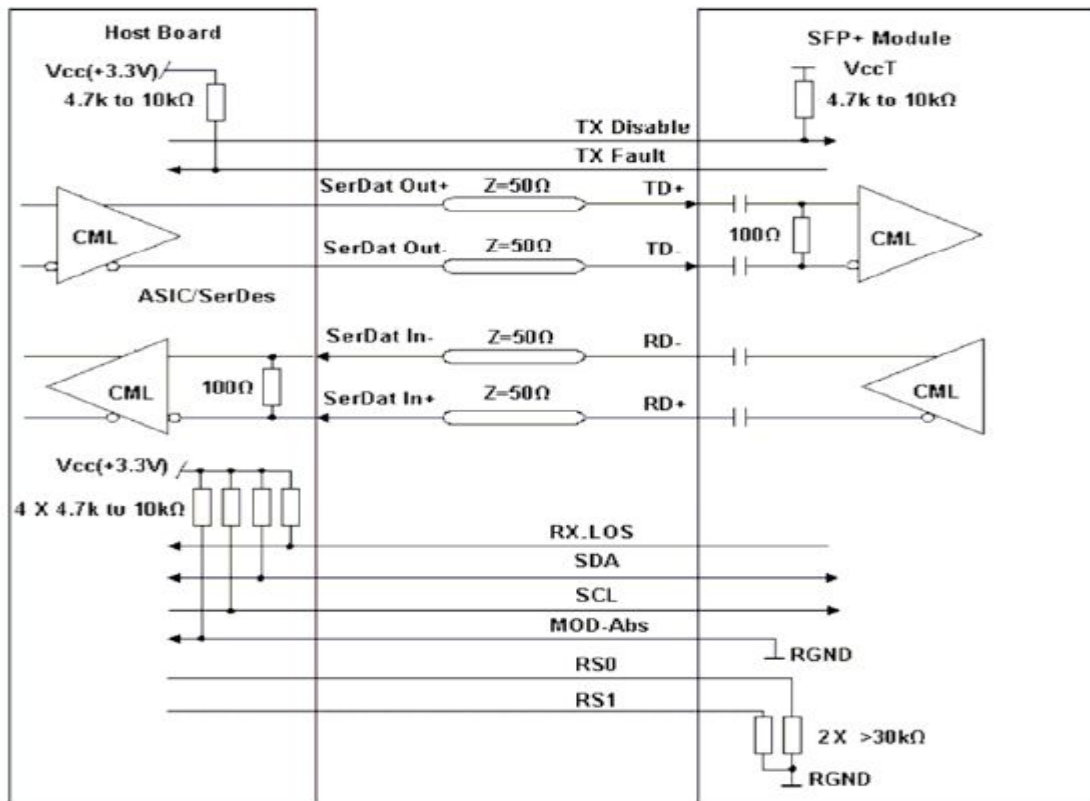 Host Board
SFP+ Module
Vcc(+3.3V)
4.7k to 10kΩ
VccT
4.7k to 10kΩ
TX Disable
TX Fault
SerDat Out+
Z=50Ω
TD+
CML
100Ω
CML
SerDat Out-
Z=50Ω
TD-
ASIC/SerDes
SerDat In-
Z=50Ω
RD-
CML
100Ω
CML
SerDat In+
Z=50Ω
RD+
Vcc(+3.3V)
4 X 4.7k to 10kΩ
RX.LOS
SDA
SCL
MOD-Abs
RGND
RS0
RS1
2 X >30kΩ
RGND